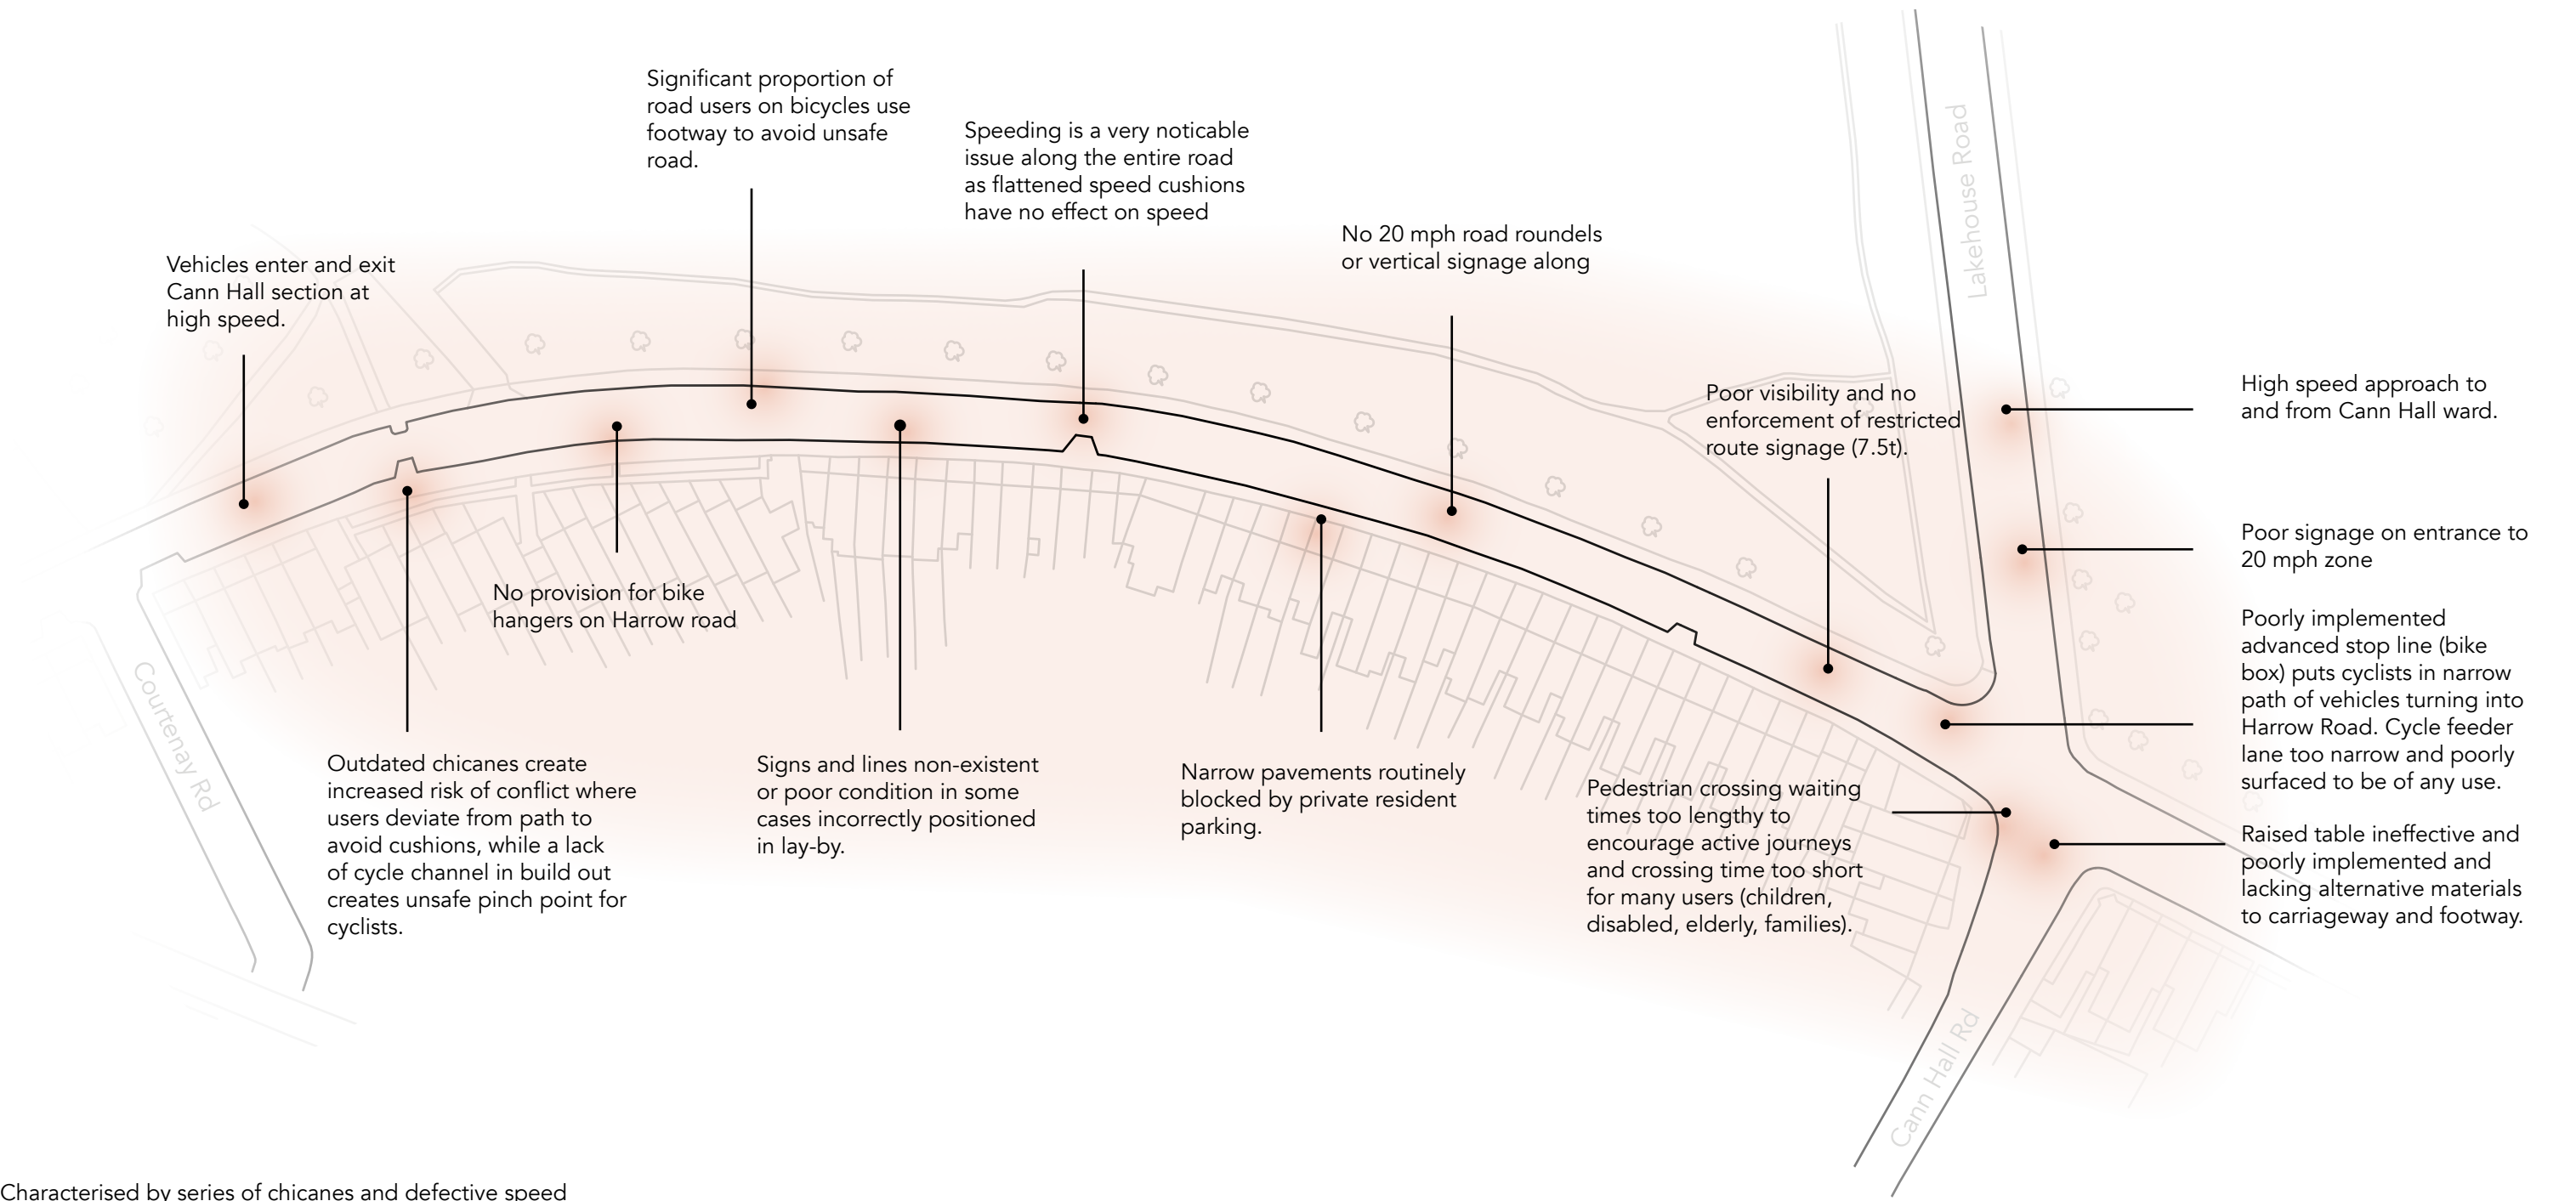 Significant proportion of
road users on bicycles use
footway to avoid unsafe
road.
Speeding is a very noticable
issue along the entire road
as flattened speed cushions
have no effect on speed
No 20 mph road roundels
or vertical signage along
Vehicles enter and exit
Cann Hall section at
high speed.
Lakehouse Road
Poor visibility and no
enforcement of restricted
route signage (7.5t).
High speed approach to
and from Cann Hall ward.
Poor signage on entrance to
20 mph zone
No provision for bike
hangers on Harrow road
Poorly implemented
advanced stop line (bike
box) puts cyclists in narrow
path of vehicles turning into
Harrow Road. Cycle feeder
lane too narrow and poorly
surfaced to be of any use.
Courtenay Rd
Outdated chicanes create
increased risk of conflict where
users deviate from path to
avoid cushions, while a lack
of cycle channel in build out
creates unsafe pinch point for
cyclists.
Signs and lines non-existent
or poor condition in some
cases incorrectly positioned
in lay-by.
Narrow pavements routinely
blocked by private resident
parking.
Pedestrian crossing waiting
times too lengthy to
encourage active journeys
and crossing time too short
for many users (children,
disabled, elderly, families).
Raised table ineffective and
poorly implemented and
lacking alternative materials
to carriageway and footway.
Cann Hall Rd
Characterised by series of chicanes and defective speed